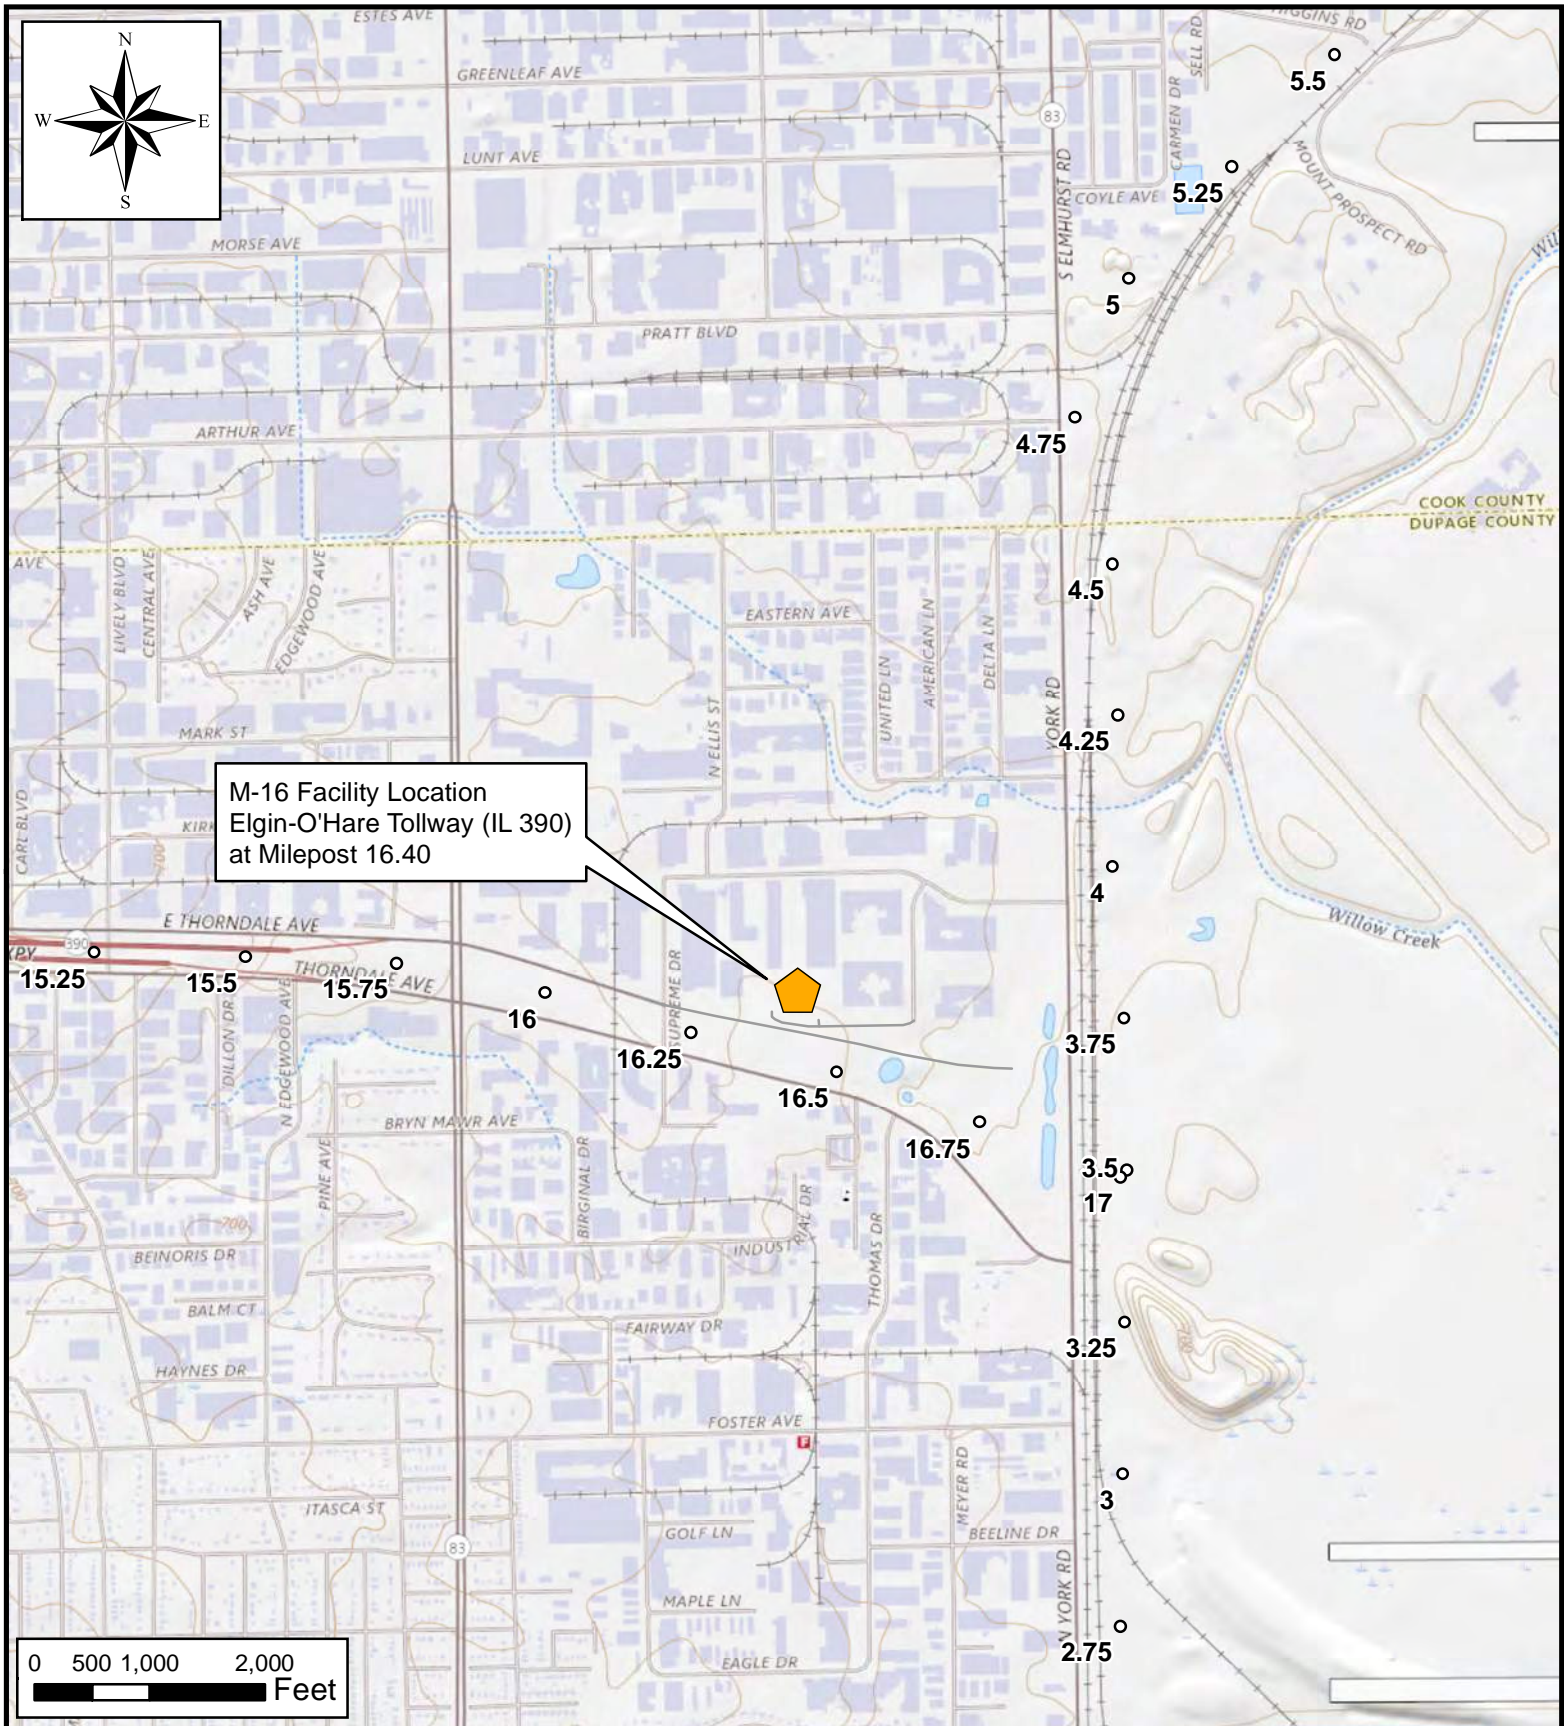 ESTES AVE
HIGGINS RD
N
W
E
S
GREENLEAF AVE
SELL RD
5.5
83
CARMEN DR
LUNT AVE
MOUNT PROSPECT RD
5.25
COYLE AVE
S ELMHURST RD
MORSE AVE
5
PRATT BLVD
ARTHUR AVE
4.75
COOK COUNTY
DUPAGE COUNTY
AVE
LIVELY BLVD
CENTRAL AVE
ASH AVE
EDGEWOOD AVE
4.5
EASTERN AVE
UNITED LN
AMERICAN LN
DELTA LN
N ELLIS ST
YORK RD
4.25
MARK ST
M-16 Facility Location
Elgin-O'Hare Tollway (IL 390)
at Milepost 16.40
CARL BLVD
KIRK
700
4
Willow Creek
E THORNDALE AVE
390
XPY
15.25
15.5
THORNDALE AVE
15.75
16
SUPREME DR
16.25
3.75
DILLON DR
N EDGEWOOD AVE
16.5
BRYN MAWR AVE
16.75
PINE AVE
BIRGINAL DR
3.5
17
700
700
INDUSTRIAL DR
THOMAS DR
BEINORIS DR
BALM CT
FAIRWAY DR
3.25
700
HAYNES DR
FOSTER AVE
F
MEYER RD
3
ITASCA ST
GOLF LN
BEELINE DR
83
N YORK RD
MAPLE LN
2.75
EAGLE DR
0 500 1,000 2,000
Feet